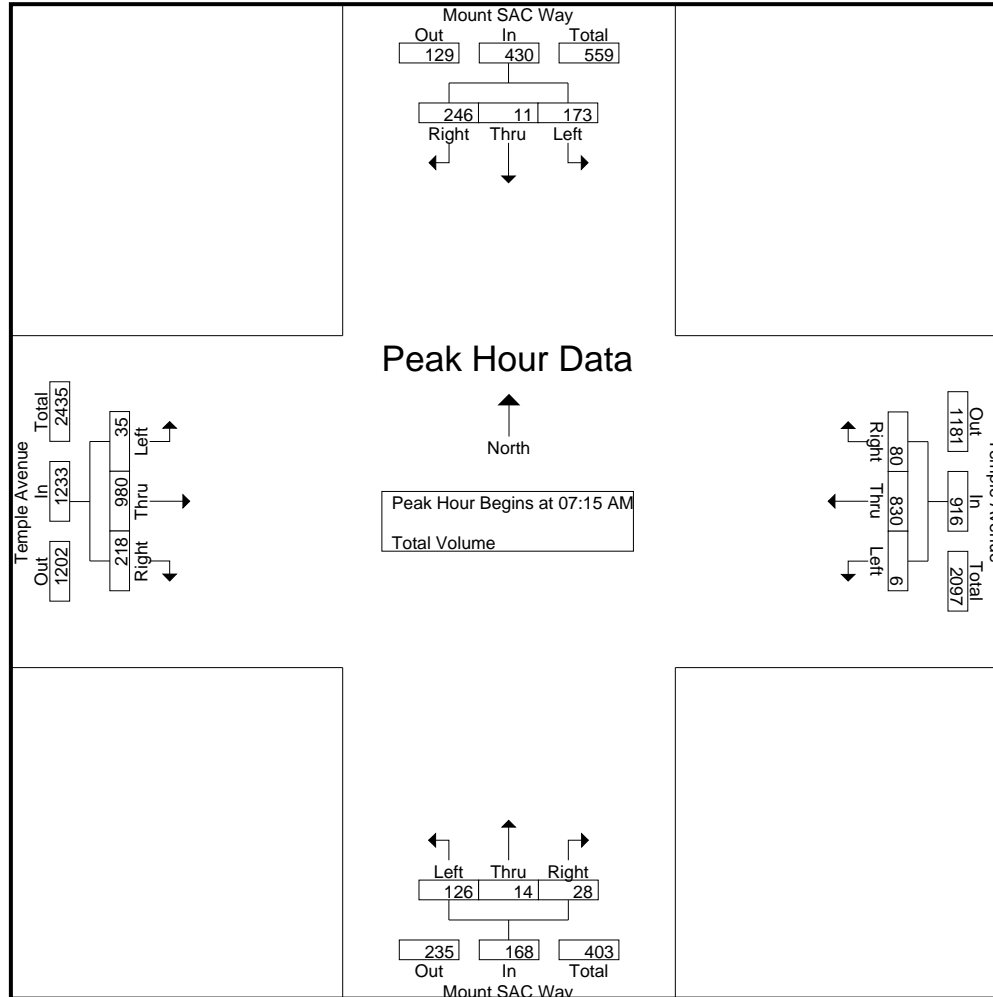 Mount SAC Way
Out In Total
129 430 559
246 11 173
Right Thru Left
Peak Hour Data
North
Peak Hour Begins at 07:15 AM
Total Volume
Temple Avenue
Out In Total
1202 1233 2435
35 980 218
Left Thru Right
Out In Total
1181 916 2097
80 830 6
Right Thru Left
Left Thru Right
126 14 28
235 168 403
Out In Total
Mount SAC Way